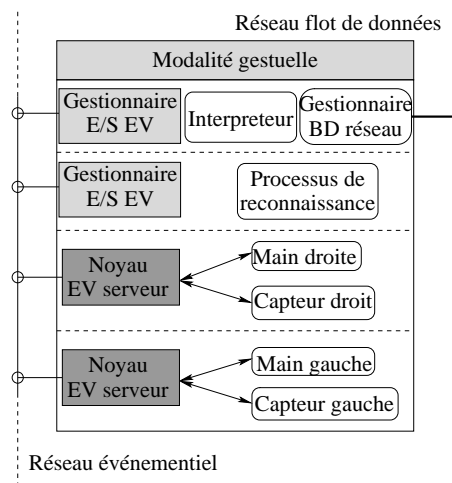 Réseau flot de données
Modalité gestuelle
Gestionnaire
E/S EV
Interpreteur
Gestionnaire
BD réseau
Gestionnaire
E/S EV
Processus de
reconnaissance
Noyau
EV serveur
Main droite
Capteur droit
Noyau
EV serveur
Main gauche
Capteur gauche
Réseau événementiel